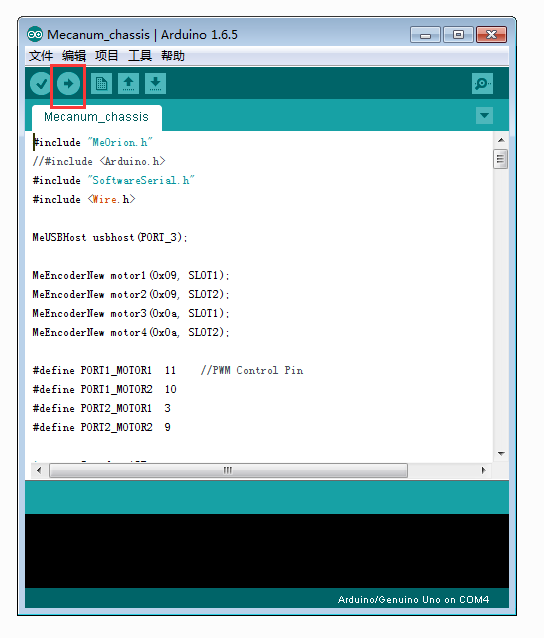 Mecanum_chassis | Arduino 1.6.5
文件 编辑 项目 工具 帮助
Mecanum_chassis
#include "MeOrion.h"
//#include <Arduino.h>
#include "SoftwareSerial.h"
#include <Wire.h>
MeUSBHost usbhost(PORT_3);
MeEncoderNew motor1(0x09, SLOT1);
MeEncoderNew motor2(0x09, SLOT2);
MeEncoderNew motor3(0x0a, SLOT1);
MeEncoderNew motor4(0x0a, SLOT2);
#define PORT1_MOTOR1  11    //PWM Control Pin
#define PORT1_MOTOR2  10
#define PORT2_MOTOR1  3
#define PORT2_MOTOR2  9
Arduino/Genuino Uno on COM4